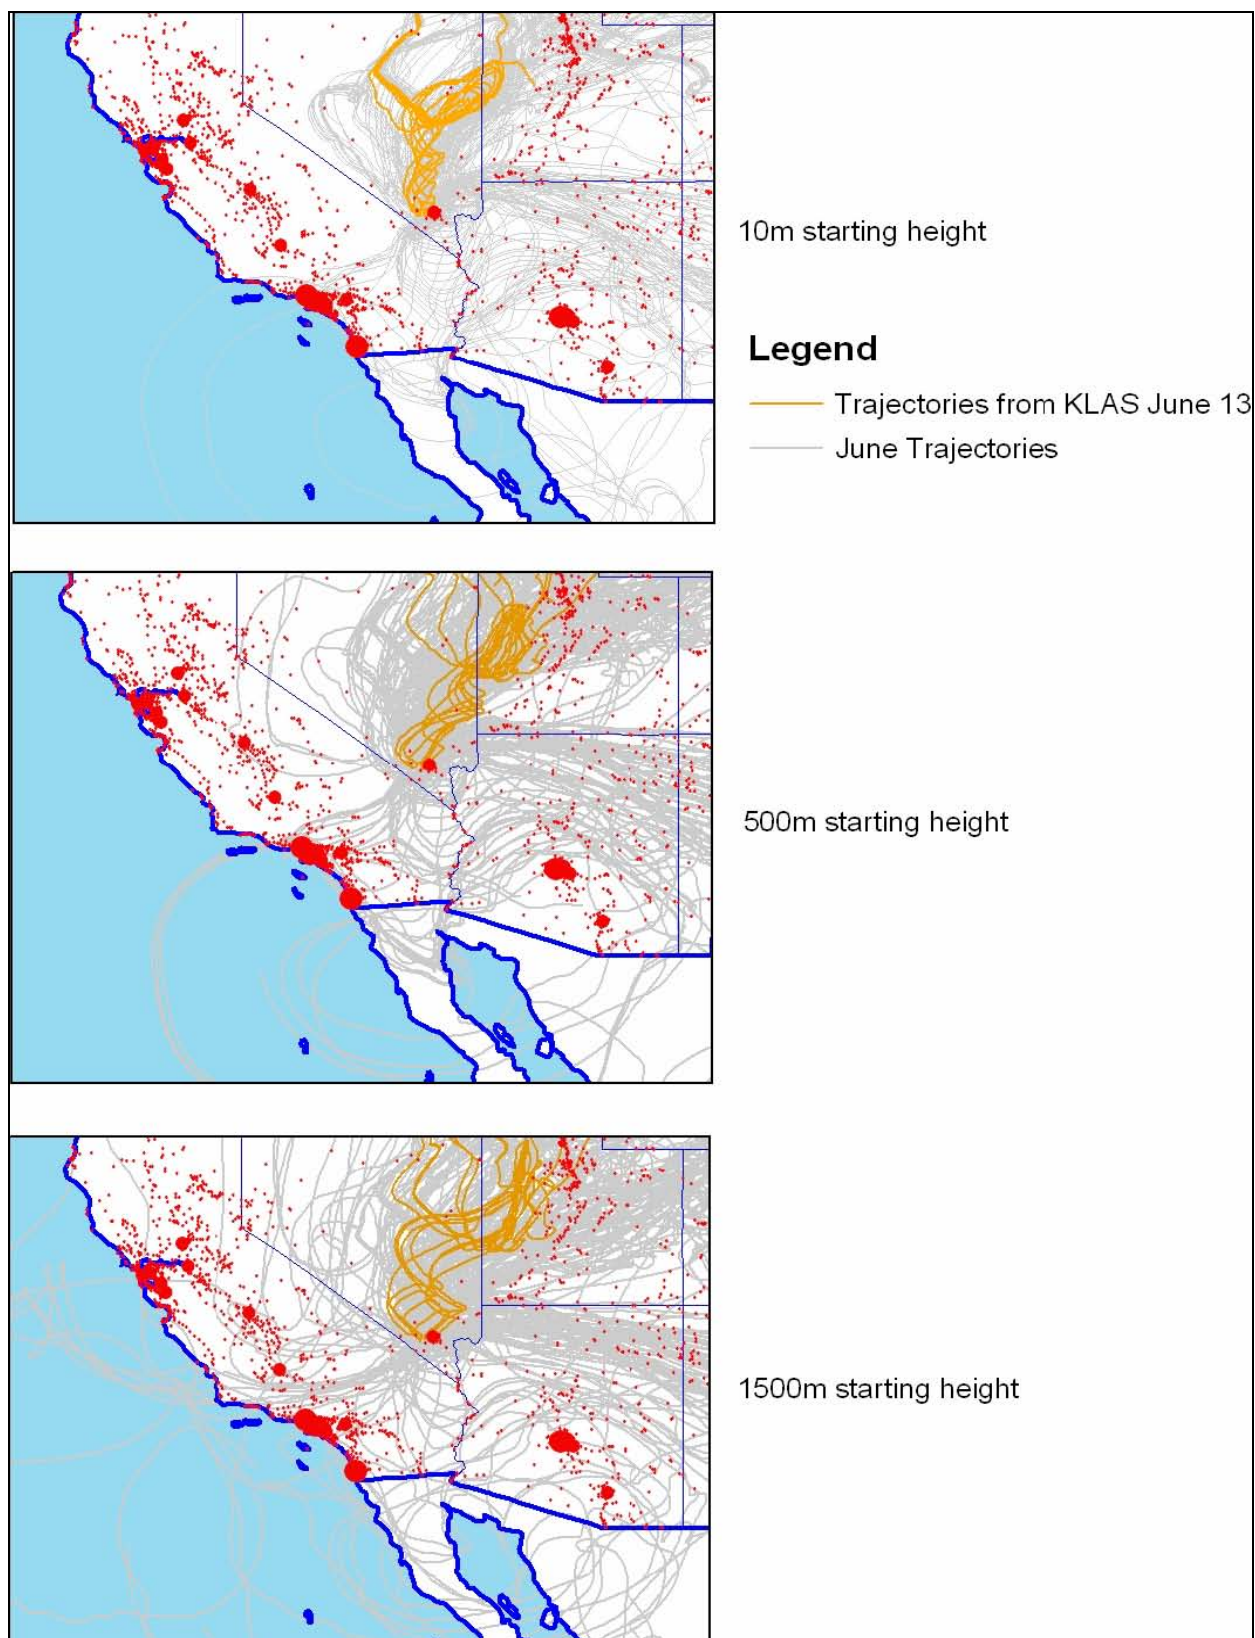 10m starting height
Legend
Trajectories from KLAS June 13
June Trajectories
500m starting height
1500m starting height